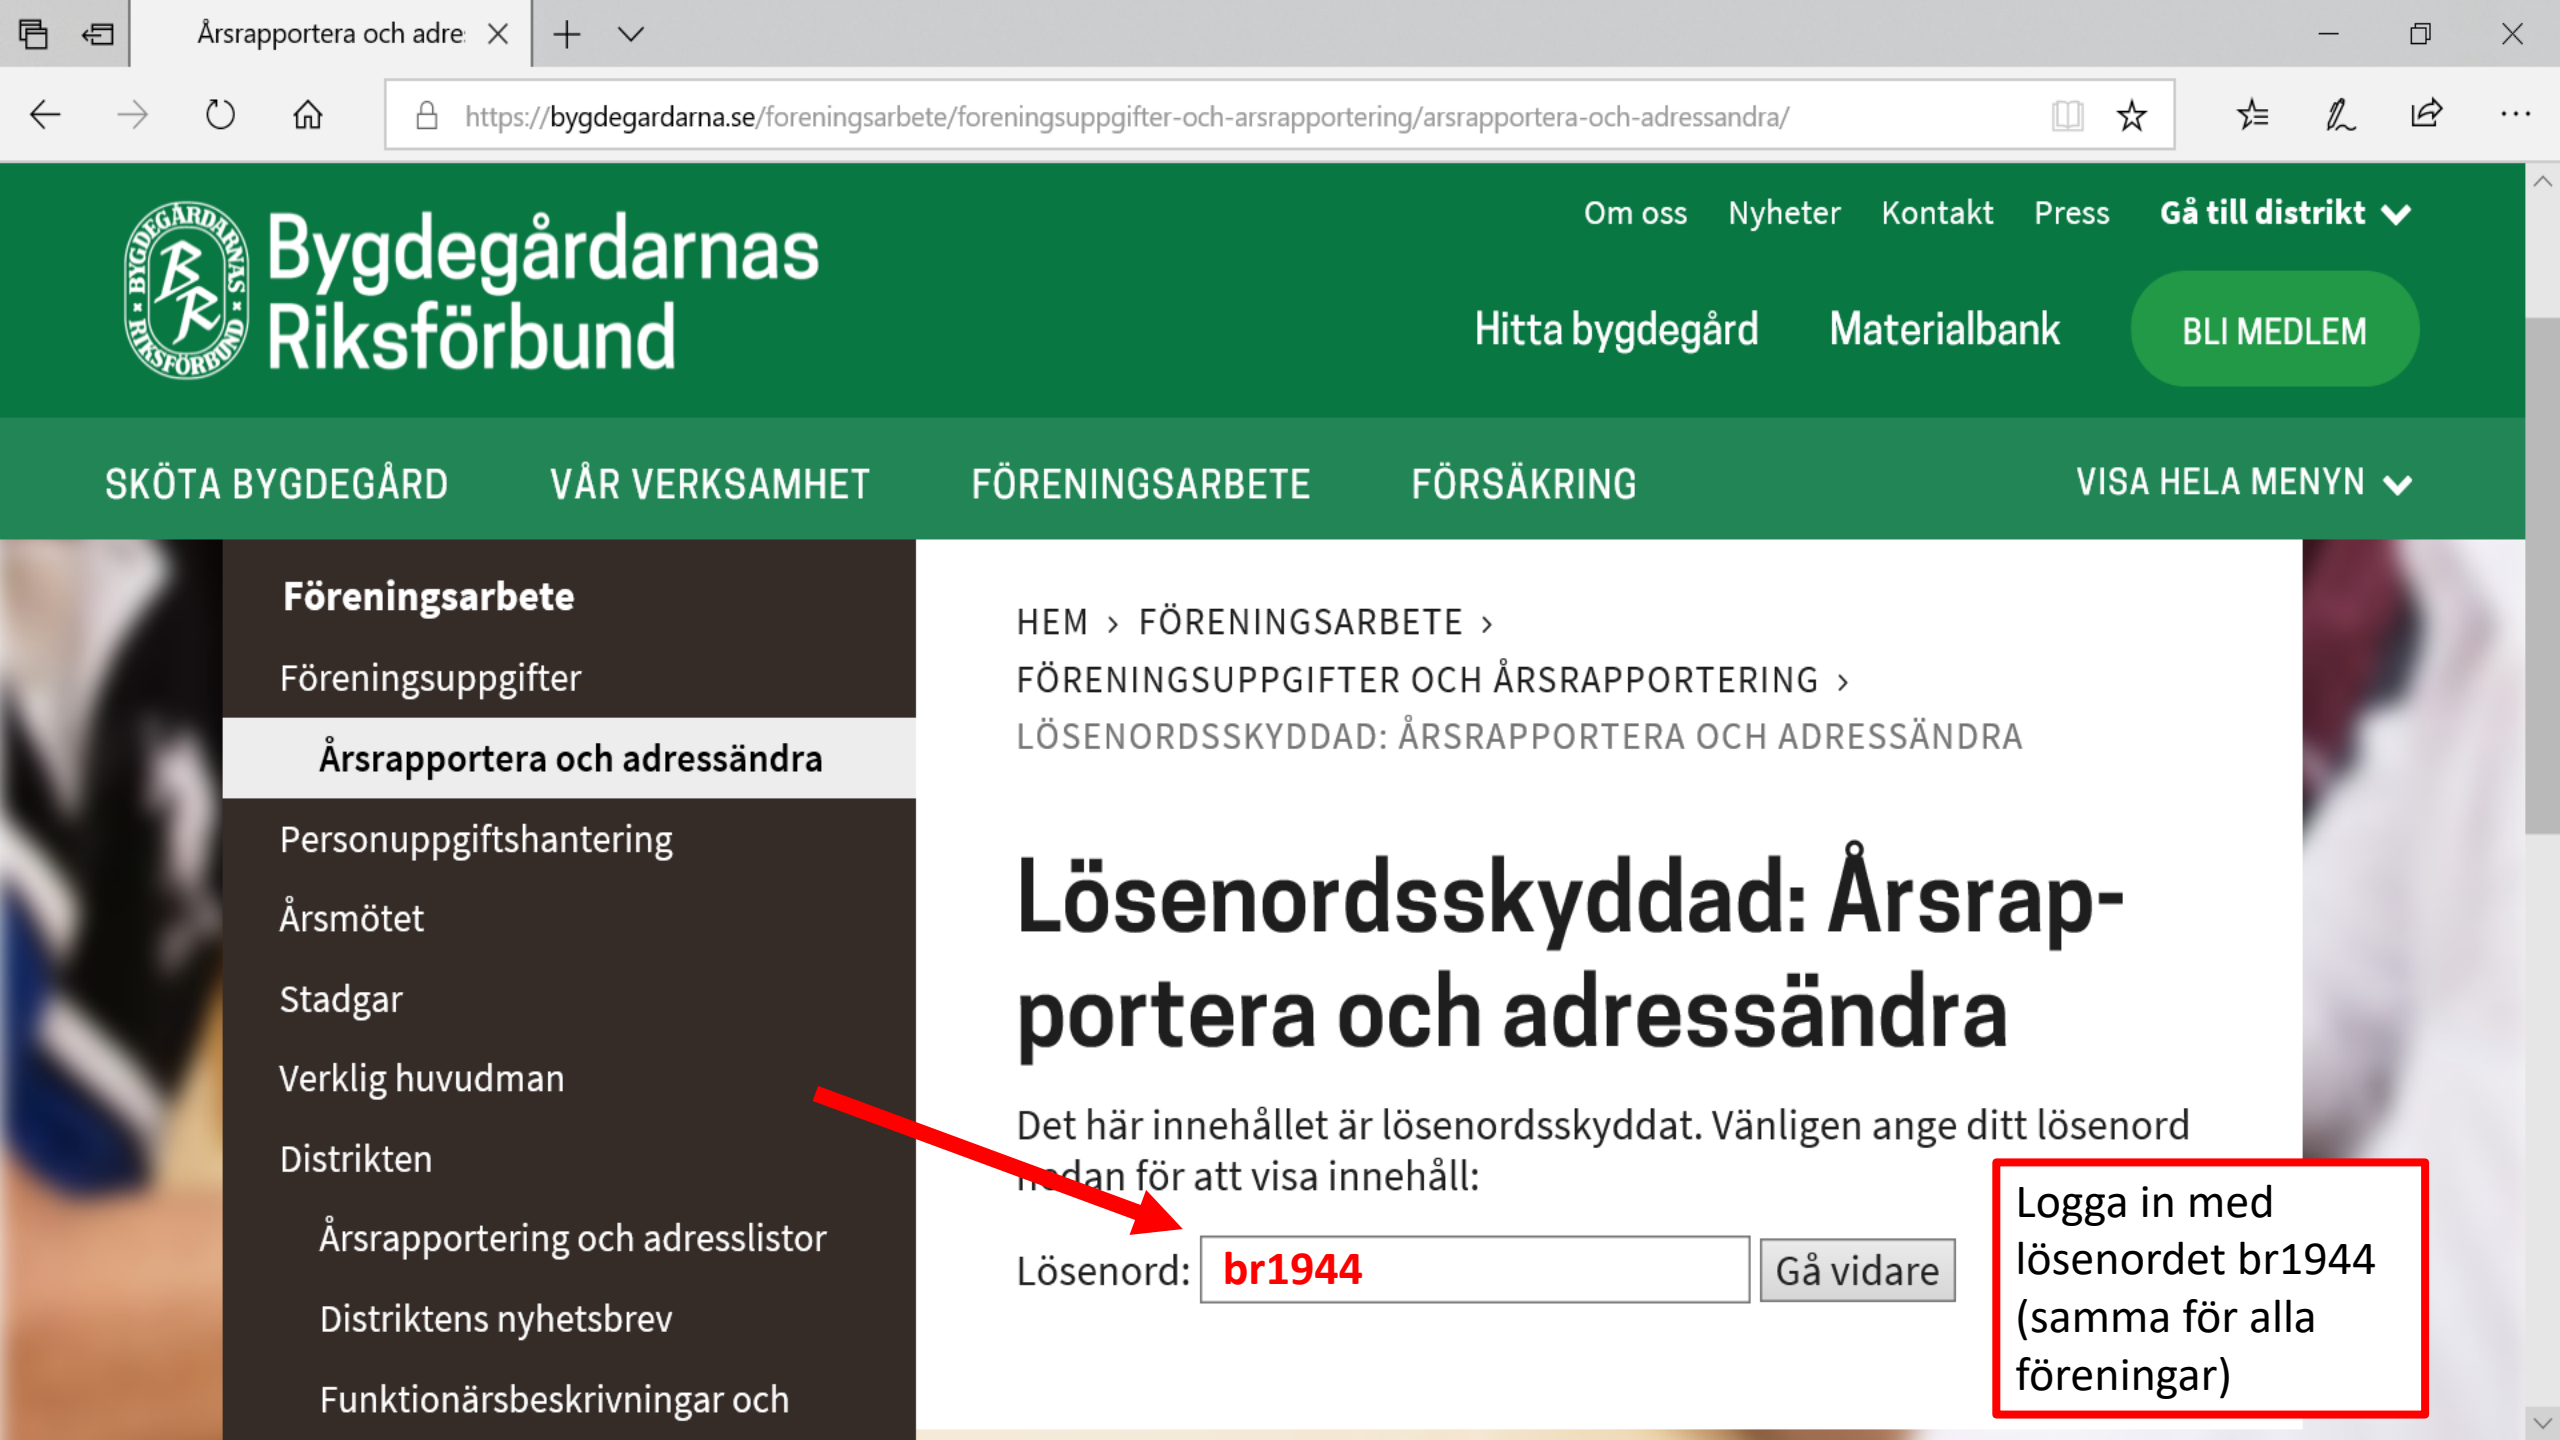 Årsrapportera och adre
https://bygdegardarna.se/foreningsarbete/foreningsuppgifter-och-arsrapportering/arsrapportera-och-adressandra/
BYGDEGÅRDARNAS RIKSFÖRBUND
BR
Bygdegårdarnas
Riksförbund
Om oss Nyheter Kontakt Press Gå till distrikt
Hitta bygdegård Materialbank BLI MEDLEM
SKÖTA BYGDEGÅRD VÅR VERKSAMHET FÖRENINGSARBETE FÖRSÄKRING VISA HELA MENYN
Föreningsarbete
Föreningsuppgifter
Årsrapportera och adressändra
Personuppgiftshantering
Årsmötet
Stadgar
Verklig huvudman
Distrikten
Årsrapportering och adresslistor
Distriktens nyhetsbrev
Funktionärsbeskrivningar och
HEM > FÖRENINGSARBETE >
FÖRENINGSUPPGIFTER OCH ÅRSRAPPORTERING >
LÖSENORDSSKYDDAD: ÅRSRAPPORTERA OCH ADRESSÄNDRA
Lösenordsskyddad: Årsrap-
portera och adressändra
Det här innehållet är lösenordsskyddat. Vänligen ange ditt lösenord
nedan för att visa innehåll:
Lösenord: br1944 Gå vidare
Logga in med
lösenordet br1944
(samma för alla
föreningar)